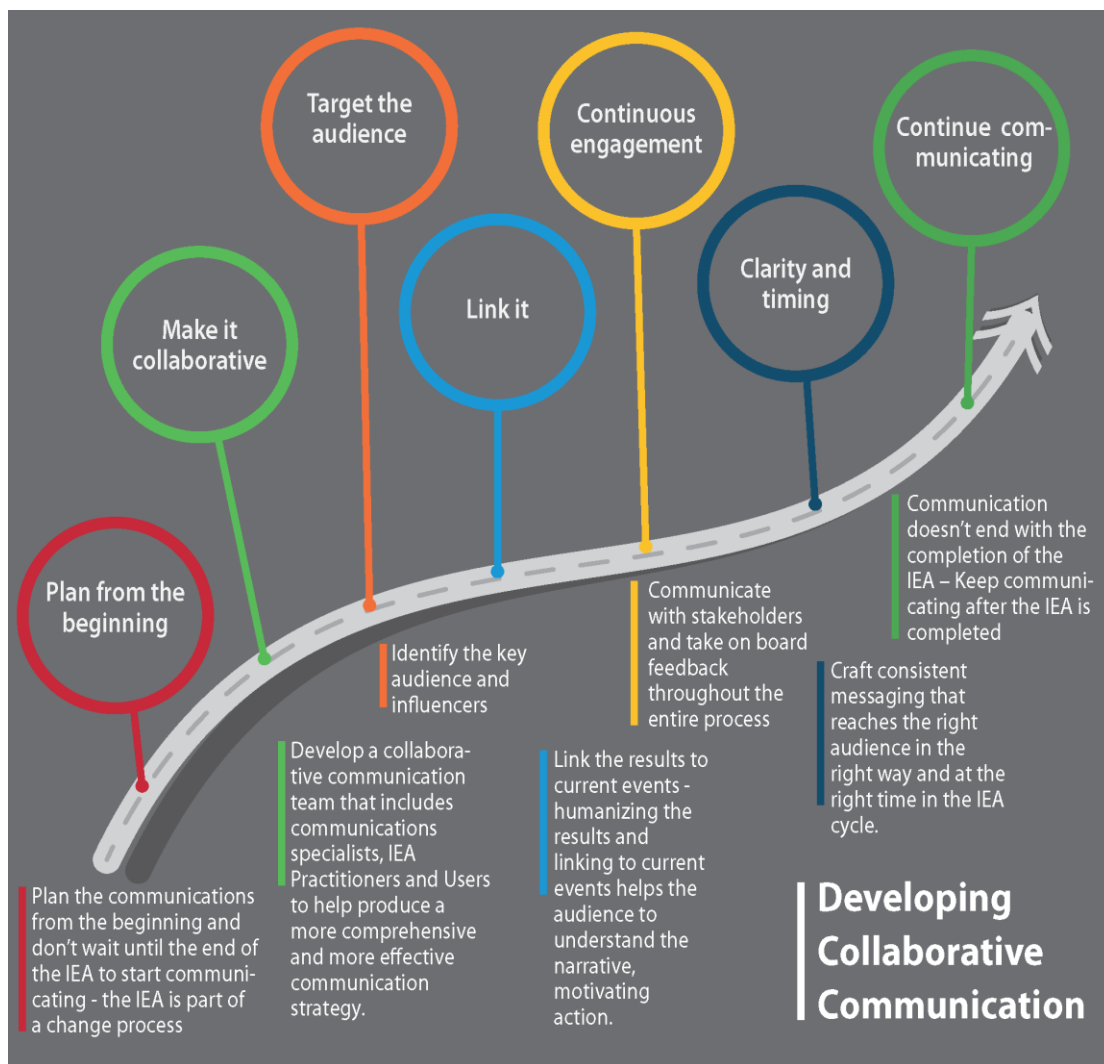 Plan from the
beginning
Make it
collaborative
Target the
audience
Link it
Continuous
engagement
Clarity and
timing
Continue com-
municating
Plan the communications
from the beginning and
don’t wait until the end of
the IEA to start communi-
cating - the IEA is part of
a change process
Develop a collabora-
tive communication
team that includes
communications
specialists, IEA
Practitioners and Users
to help produce a
more comprehensive
and more effective
communication
strategy.
Identify the key
audience and
influencers
Link the results to
current events -
humanizing the
results and
linking to current
events helps the
audience to
understand the
narrative,
motivating
action.
Communicate
with stakeholders
and take on board
feedback
throughout the
entire process
Craft consistent
messaging that
reaches the right
audience in the
right way and at the
right time in the IEA
cycle.
Communication
doesn’t end with the
completion of the
IEA – Keep communi-
cating after the IEA is
completed
Developing
Collaborative
Communication